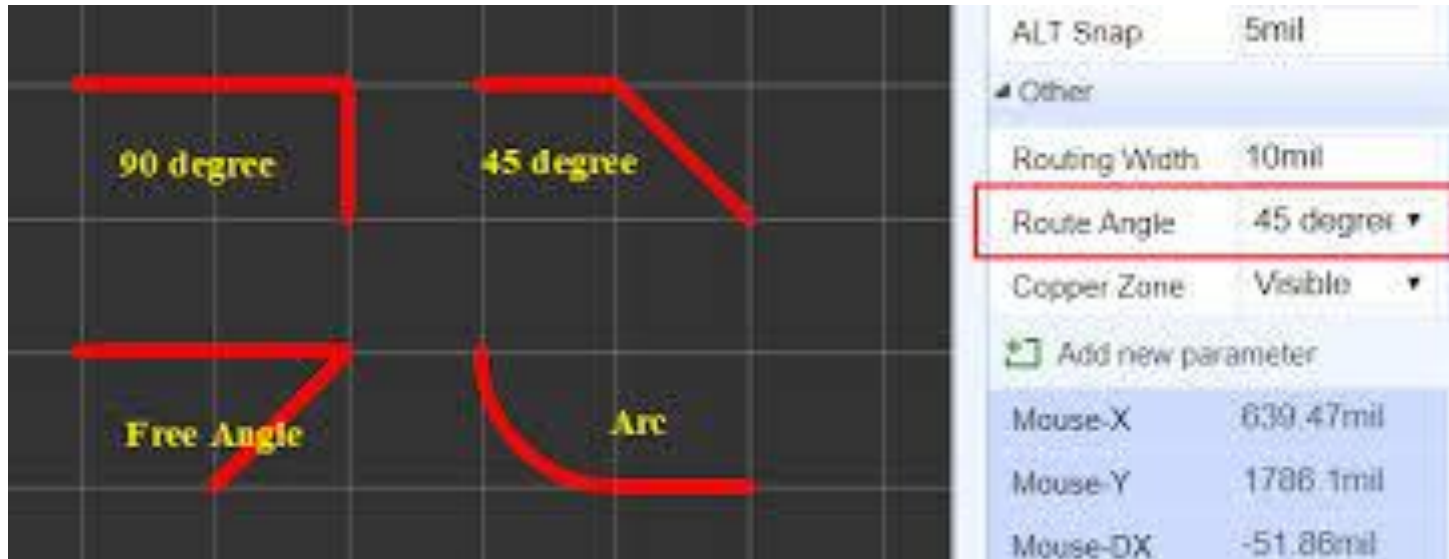 90 degree
45 degree
Free Angle
Arc
ALT Snap 5mil
Other
Routing Width 10mil
Route Angle 45 degree
Copper Zone Visible
Add new parameter
Mouse-X 639.47mil
Mouse-Y 1786.1mil
Mouse-DX -51.86mil